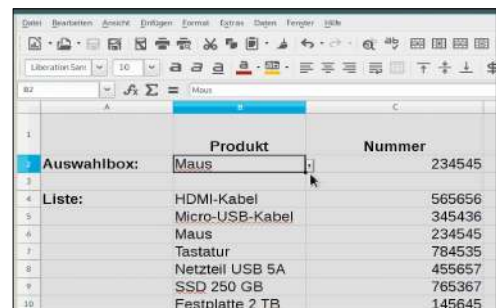 Datei Bearbeiten Ansicht Einfügen Format Extras Daten Fenster Hilfe
Liberation Sans 10
B2 Maus
A B C
1 Produkt Nummer
2 Auswahlbox: Maus 234545
3
4 Liste: HDMI-Kabel 565656
5 Micro-USB-Kabel 345436
6 Maus 234545
7 Tastatur 784535
8 Netzteil USB 5A 455657
9 SSD 250 GB 765367
10 Festplatte 2 TB 145645